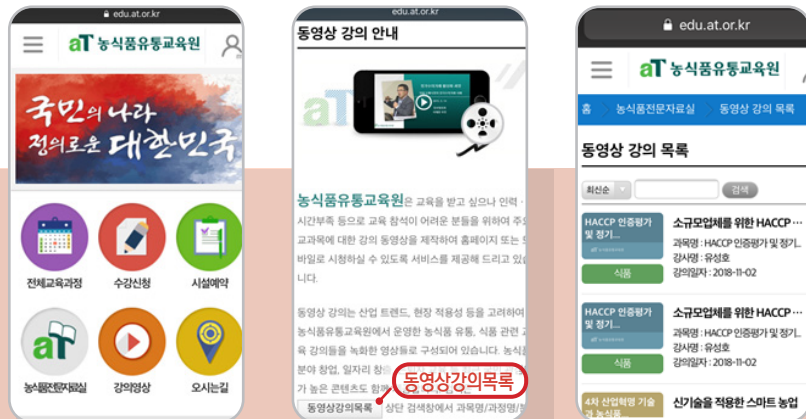 edu.at.or.kr
aT 농식품유통교육원
국민의 나라
정의로운 대한민국
전체교육과정
수강신청
시설예약
aT
농식품전문자료실
강의영상
오시는길
edu.at.or.kr
동영상 강의 안내
aT
농식품유통교육원은 교육을 받고 싶으나 인력 ·
시간부족 등으로 교육 참석이 어려운 분들을 위하여 주
교과목에 대한 강의 동영상을 제작하여 홈페이지 또는
바일로 시청하실 수 있도록 서비스를 제공해 드리고 있습
니다.
동영상 강의는 산업 트렌드, 현장 적용성 등을 고려하여
농식품유통교육원에서 운영한 농식품 유통, 식품 관련
육 강의들을 녹화한 영상들로 구성되어 있습니다. 농식품
분야 창업, 일자리 창
가 높은 콘텐츠도 함께
동영상강의목록
동영상강의목록 상단 검색창에서 과목명/과정명/
edu.at.or.kr
aT 농식품유통교육원
홈 농식품전문자료실 동영상 강의 목록
동영상 강의 목록
최신순 검색
HACCP 인증평가
및 정기...
식품
소규모업체를 위한 HACCP ···
과목명 : HACCP 인증평가 및 정기...
강사명 : 유성호
강의일자 : 2018-11-02
HACCP 인증평가
및 정기...
식품
소규모업체를 위한 HACCP ···
과목명 : HACCP 인증평가 및 정기...
강사명 : 유성호
강의일자 : 2018-11-02
4차 산업혁명 기술
과 농식품
신기술을 적용한 스마트 농업